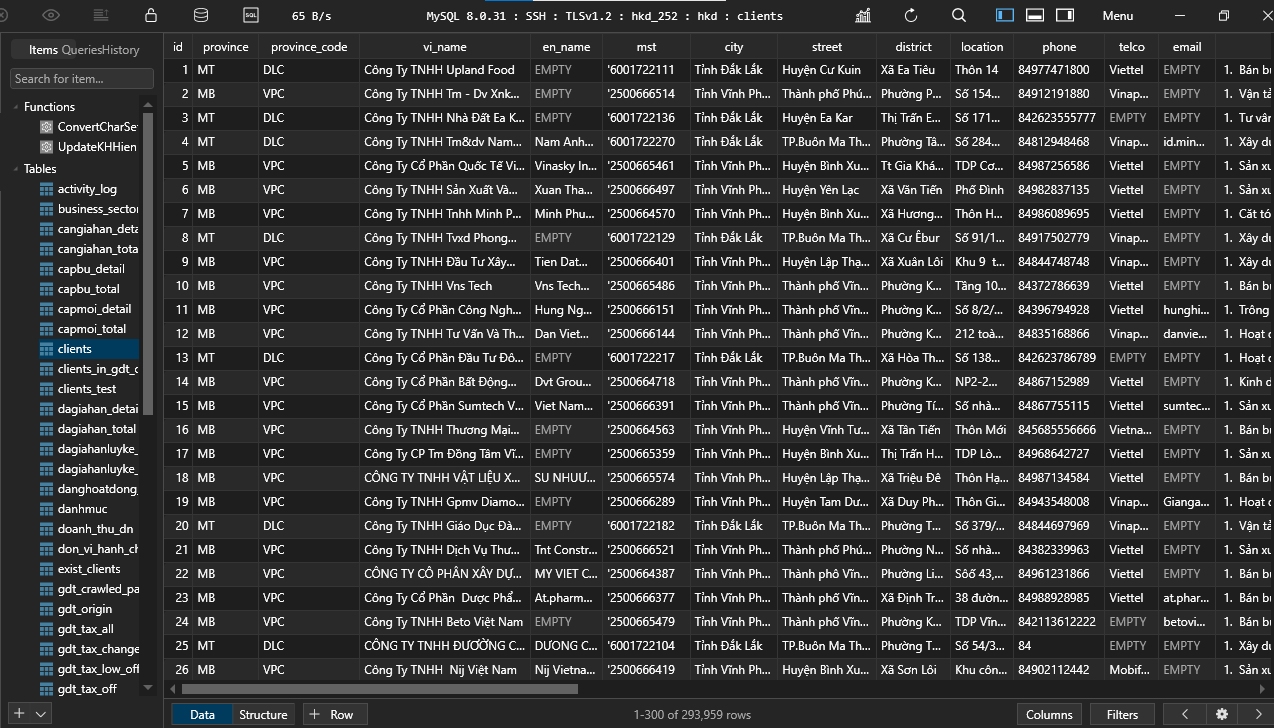 SQL 65 B/s MySQL 8.0.31 : SSH : TLSv1.2 : hkd_252 : hkd : clients Menu
Items Queries History
Search for item...
Functions
ConvertCharSe
UpdateKHHien
Tables
activity_log
business_secto
cangiahan_deta
cangiahan_tota
capbu_detail
capbu_total
capmoi_detail
capmoi_total
clients
clients_in_gdt_c
clients_test
dagiahan_detai
dagiahan_total
dagiahanluyke_
dagiahanluyke_
danghoatdong_
danhmuc
doanh_thu_dn
don_vi_hanh_ch
exist_clients
gdt_crawled_pa
gdt_origin
gdt_tax_all
gdt_tax_change
gdt_tax_low_off
gdt_tax_off
id province province_code vi_name en_name mst city street district location phone telco email
1 MT DLC Công Ty TNHH Upland Food EMPTY '6001722111 Tỉnh Đắk Lắk Huyện Cư Kuin Xã Ea Tiêu Thôn 14 84977471800 Viettel EMPTY 1. Bán bu
2 MB VPC Công Ty TNHH Tm - Dv Xnk... EMPTY '2500666514 Tỉnh Vĩnh Ph... Thành phố Phú... Phường P... Số 154... 84912191880 Vinap... EMPTY 1. Vận tả
3 MT DLC Công Ty TNHH Nhà Đất Ea K... EMPTY '6001722136 Tỉnh Đắk Lắk Huyện Ea Kar Thị Trấn E... Số 171... 842623555777 EMPTY EMPTY 1. Tư vấn
4 MT DLC Công Ty TNHH Tm&dv Nam... Nam Anh... '6001722270 Tỉnh Đắk Lắk TP.Buôn Ma Th... Phường Tâ... Số 284... 84812948468 Vinap... id.min... 1. Xây dụ
5 MB VPC Công Ty Cổ Phần Quốc Tế Vi... Vinasky In... '2500665461 Tỉnh Vĩnh Ph... Huyện Bình Xu... Tt Gia Khá... TDP Cơ... 84987256586 Viettel EMPTY 1. Sản xu
6 MB VPC Công Ty TNHH Sản Xuất Và... Xuan Tha... '2500666497 Tỉnh Vĩnh Ph... Huyện Yên Lạc Xã Văn Tiến Phố Đình 84982837135 Viettel EMPTY 1. Sản xu
7 MB VPC Công Ty TNHH Tnhh Minh P... Minh Phu... '2500664570 Tỉnh Vĩnh Ph... Huyện Bình Xu... Xã Hương... Thôn H... 84986089695 Viettel EMPTY 1. Cắt tó
8 MT DLC Công Ty TNHH Tvxd Phong... EMPTY '6001722129 Tỉnh Đắk Lắk TP.Buôn Ma Th... Xã Cư Êbur Số 91/1... 84917502779 Vinap... EMPTY 1. Xây dụ
9 MB VPC Công Ty TNHH Đầu Tư Xây... Tien Dat... '2500666401 Tỉnh Vĩnh Ph... Huyện Lập Thạ... Xã Xuân Lôi Khu 9 t... 84844748748 Vinap... EMPTY 1. Xây dụ
10 MB VPC Công Ty TNHH Vns Tech Vns Tech... '2500665486 Tỉnh Vĩnh Ph... Thành phố Vĩn... Phường K... Tầng 10... 84372786639 Viettel EMPTY 1. Bán bu
11 MB VPC Công Ty Cổ Phần Công Ngh... Hung Ng... '2500666151 Tỉnh Vĩnh Ph... Thành phố Vĩn... Phường K... Số 8/2/... 84396794928 Viettel hunghi... 1. Trông
12 MB VPC Công Ty TNHH Tư Vấn Và Th... Dan Viet... '2500666144 Tỉnh Vĩnh Ph... Thành phố Vĩn... Phường K... 212 toà... 84835168866 Vinap... danvie... 1. Hoạt c
13 MT DLC Công Ty Cổ Phần Đầu Tư Đô... EMPTY '6001722217 Tỉnh Đắk Lắk TP.Buôn Ma Th... Xã Hòa Th... Số 138... 842623786789 EMPTY EMPTY 1. Hoạt c
14 MB VPC Công Ty Cổ Phần Bất Động... Dvt Grou... '2500664718 Tỉnh Vĩnh Ph... Thành phố Vĩn... Phường K... NP2-2... 84867152989 Viettel EMPTY 1. Kinh d
15 MB VPC Công Ty Cổ Phần Sumtech V... Viet Nam... '2500666391 Tỉnh Vĩnh Ph... Thành phố Vĩn... Phường Tí... Số nhà... 84867755115 Viettel sumtec... 1. Sản xu
16 MB VPC Công Ty TNHH Thương Mại... EMPTY '2500664563 Tỉnh Vĩnh Ph... Huyện Vĩnh Tư... Xã Tân Tiến Thôn Mới 845685556666 Vietna... EMPTY 1. Bán bu
17 MB VPC Công Ty CP Tm Đồng Tâm Vĩ... EMPTY '2500665359 Tỉnh Vĩnh Ph... Huyện Bình Xu... Thị Trấn H... TDP Lò... 84968642727 Viettel EMPTY 1. Bán bu
18 MB VPC CÔNG TY TNHH VẬT LIỆU X... SU NHUU... '2500665574 Tỉnh Vĩnh Ph... Huyện Lập Thạ... Xã Triệu Đề Thôn Hạ... 84987134584 Viettel EMPTY 1. Bán bu
19 MB VPC Công Ty TNHH Gpmv Diamo... EMPTY '2500666289 Tỉnh Vĩnh Ph... Huyện Tam Dư... Xã Duy Ph... Thôn Gi... 84943548008 Vinap... Gianga... 1. Hoạt c
20 MT DLC Công Ty TNHH Giáo Dục Đà... EMPTY '6001722182 Tỉnh Đắk Lắk TP.Buôn Ma Th... Phường T... Số 379/... 84844697969 Vinap... EMPTY 1. Vận tả
21 MB VPC Công Ty TNHH Dịch Vụ Thư... Tnt Constr... '2500666521 Tỉnh Vĩnh Ph... Thành phố Phú... Phường N... Số nhà... 84382339963 Viettel EMPTY 1. Sản xu
22 MB VPC CÔNG TY CỔ PHẦN XÂY DỰ... MY VIET C... '2500664387 Tỉnh Vĩnh Ph... Thành phố Vĩn... Phường Li... Sôố 43,... 84961231866 Viettel EMPTY 1. Bán bu
23 MB VPC Công Ty Cổ Phần Dược Phẩ... At.pharm... '2500666377 Tỉnh Vĩnh Ph... Thành phố Vĩn... Xã Định Tr... 38 đườn... 84988928985 Viettel at.phar... 1. Bán bu
24 MB VPC Công Ty TNHH Beto Việt Nam EMPTY '2500665479 Tỉnh Vĩnh Ph... Thành phố Vĩn... Phường K... TDP Vĩn... 842113612222 EMPTY betovi... 1. Bán bu
25 MT DLC CÔNG TY TNHH ĐƯỜNG C... DUONG C... '6001722104 Tỉnh Đắk Lắk TP.Buôn Ma Th... Phường T... Số 54/3... 84 EMPTY EMPTY 1. Xây dụ
26 MB VPC Công Ty TNHH Nij Việt Nam Nij Vietna... '2500666419 Tỉnh Vĩnh Ph... Huyện Bình Xu... Xã Sơn Lôi Khu côn... 84902112442 Mobif... EMPTY 1. Sản xu
Data Structure + Row 1-300 of 293,959 rows Columns Filters